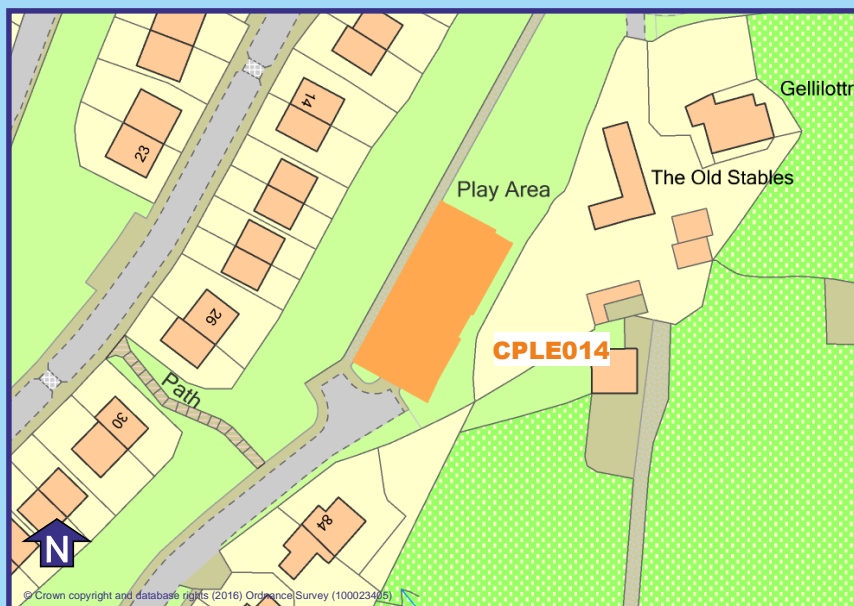 Gellilottr
14
23
The Old Stables
Play Area
26
CPLE014
Path
30
84
N
© Crown copyright and database rights (2016) Ordnance Survey (100023405)